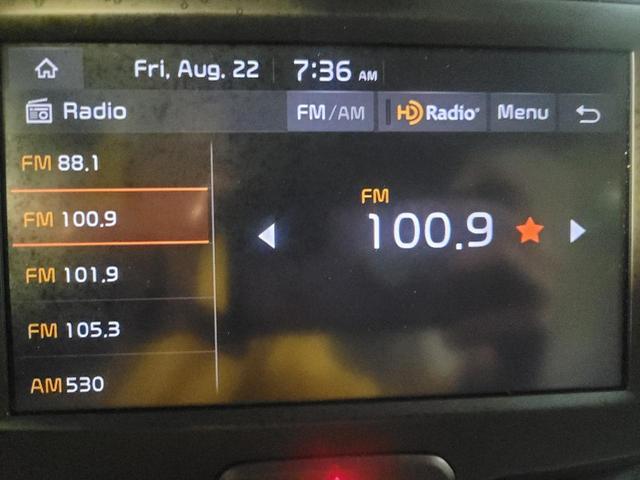 Fri, Aug. 22 7:36 AM
Radio FM/AM HD Radio® Menu
FM 88.1
FM 100.9
FM 101.9
FM 105.3
AM 530
FM
100.9